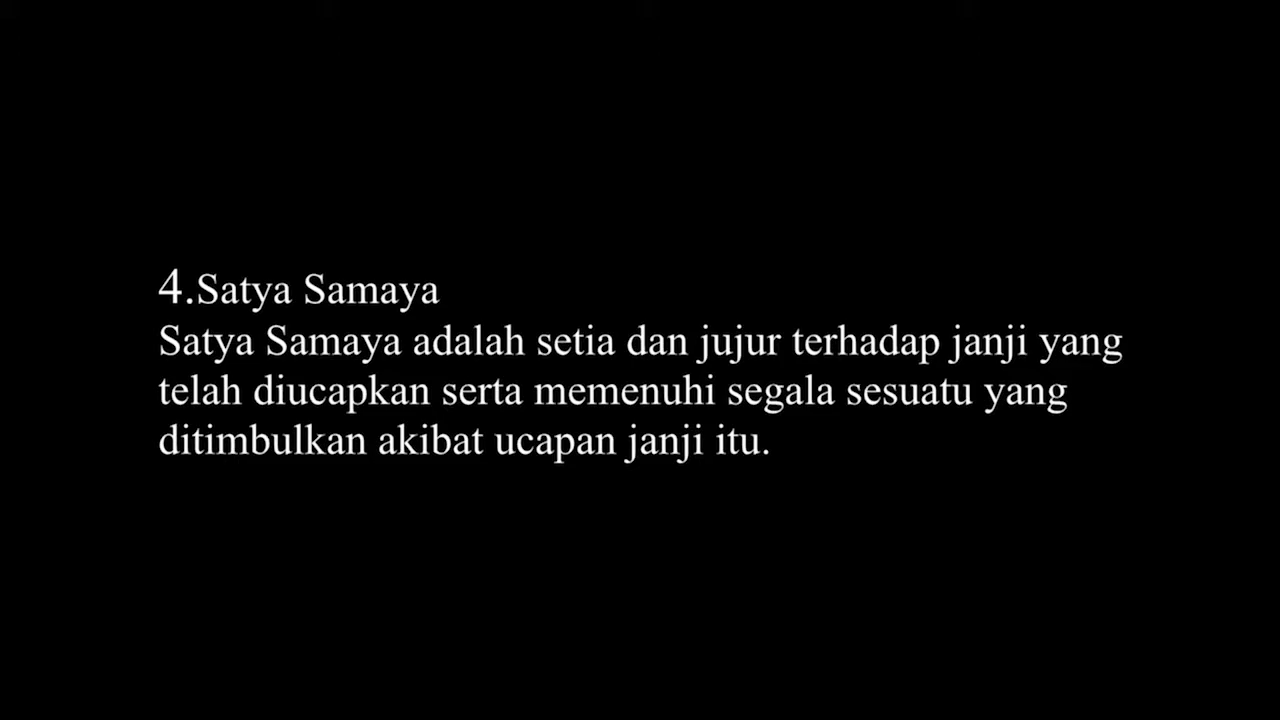 4.Satya Samaya
Satya Samaya adalah setia dan jujur terhadap janji yang
telah diucapkan serta memenuhi segala sesuatu yang
ditimbulkan akibat ucapan janji itu.